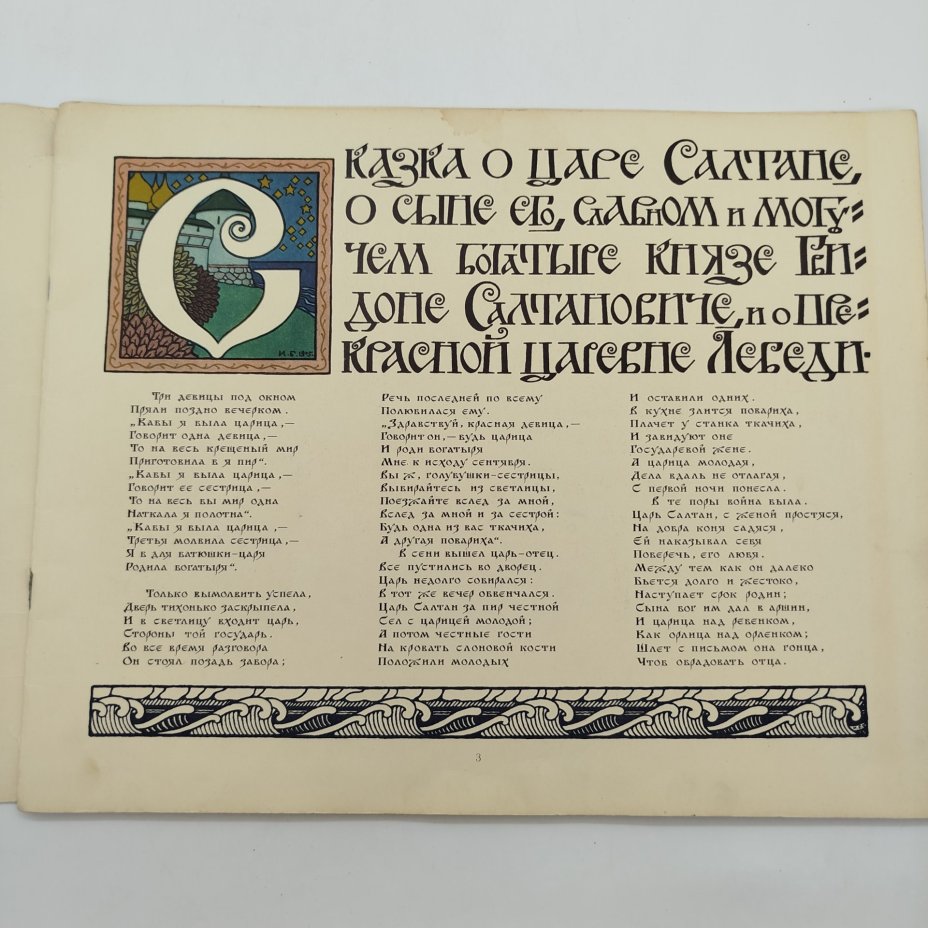 Сказка о царе Салтане,
о сыне его, славном и могу=
чем богатыре князе Гви=
доне Салтановиче, и о пре=
красной царевне Лебеди.
И. Б. 1905.
Три девицы под окном
Пряли поздно вечерком.
„Кабы я была царица,—
Говорит одна девица,—
То на весь крещеный мир
Приготовила б я пир“.
„Кабы я была царица,—
Говорит ее сестрица,—
То на весь бы мир одна
Наткала я полотна“.
„Кабы я была царица,—
Третья молвила сестрица,—
Я б для батюшки-царя
Родила богатыря“.
Только вымолвить успела,
Дверь тихонько заскрыпела,
И в светлицу входит царь,
Стороны той государь.
Во все время разговора
Он стоял позадь забора;
Речь последней по всему
Полюбилася ему.
„Здравствуй, красная девица,—
Говорит он,— будь царица
И роди богатыря
Мне к исходу сентября.
Вы ж, голубушки-сестрицы,
Выбирайтесь из светлицы,
Поезжайте вслед за мной,
Вслед за мной и за сестрой:
Будь одна из вас ткачиха,
А другая повариха“.
В сени вышел царь-отец.
Все пустились во дворец.
Царь недолго собирался:
В тот же вечер обвенчался.
Царь Салтан за пир честной
Сел с царицей молодой;
А потом честные гости
На кровать слоновой кости
Положили молодых
И оставили одних.
В кухне злится повариха,
Плачет у станка ткачиха,
И завидуют оне
Государевой жене.
А царица молодая,
Дела вдаль не отлагая,
С первой ночи понесла.
В те поры война была.
Царь Салтан, с женой простяся,
На добра коня садяся,
Ей наказывал себя
Поберечь, его любя.
Между тем как он далеко
Бьется долго и жестоко,
Наступает срок родин;
Сына бог им дал в аршин,
И царица над ребенком,
Как орлица над орленком;
Шлет с письмом она гонца,
Чтоб обрадовать отца.
3